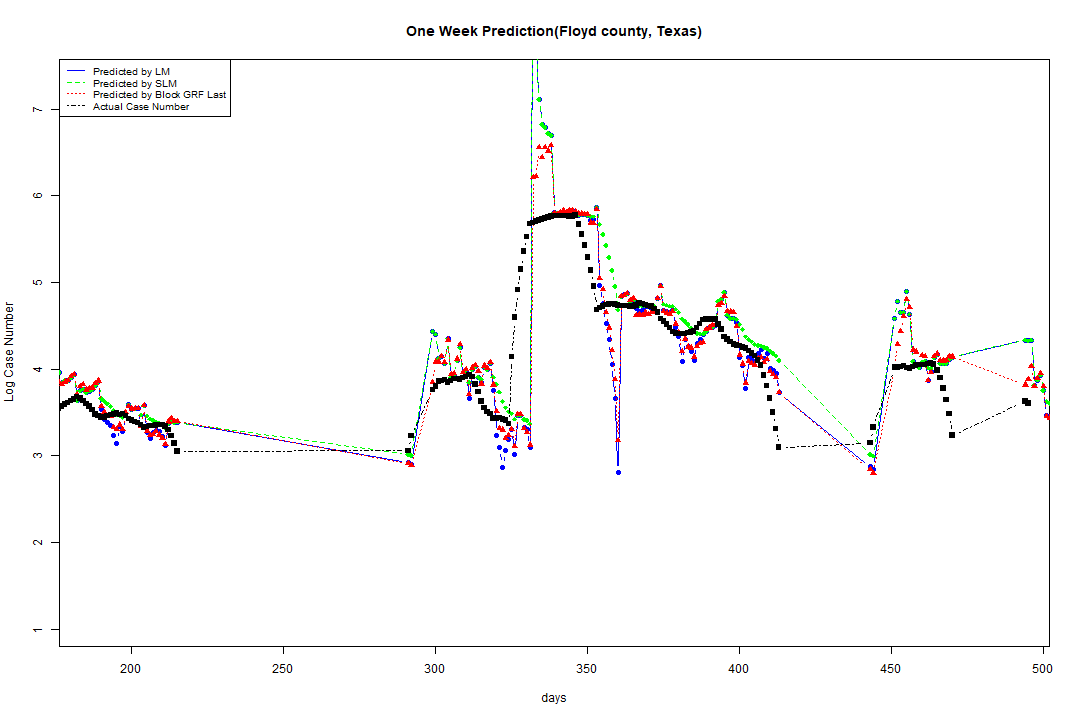 One Week Prediction(Floyd county, Texas)
Predicted by LM
Predicted by SLM
Predicted by Block GRF Last
Actual Case Number
7
6
5
4
3
2
1
Log Case Number
200 250 300 350 400 450 500
days